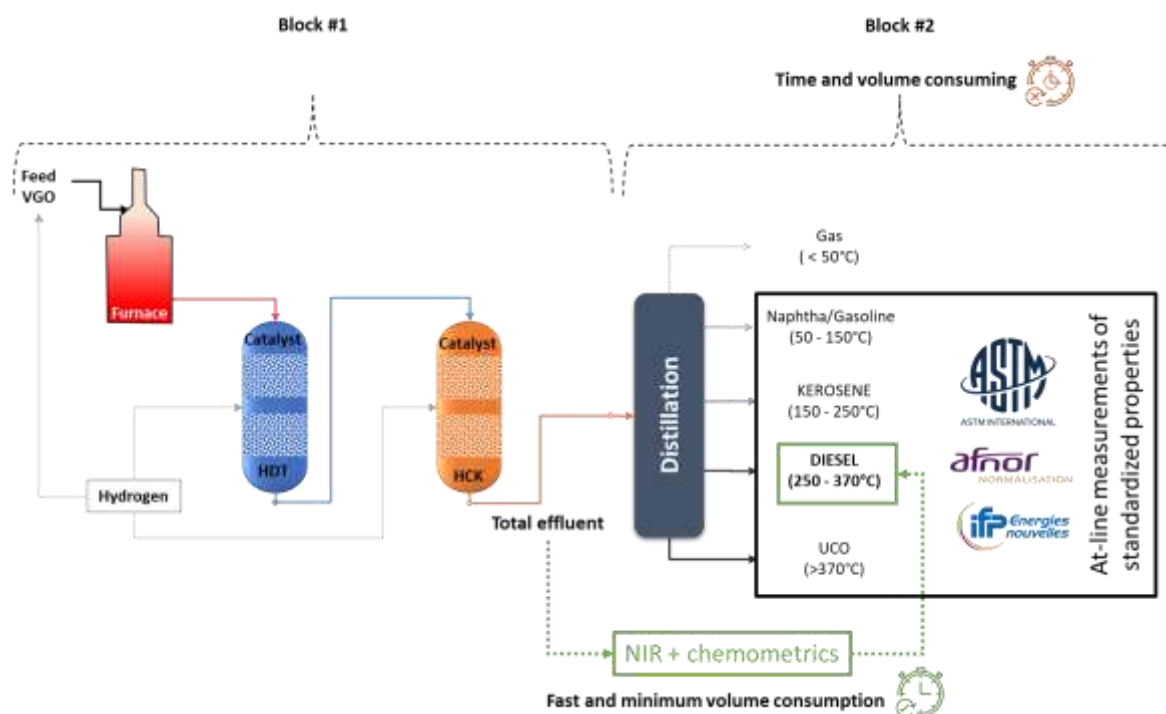 Block #1
Block #2
Time and volume consuming
Feed
VGO
Furnace
Catalyst
HDT
Catalyst
HCK
Hydrogen
Total effluent
Distillation
Gas
( < 50°C)
Naphtha/Gasoline
(50 - 150°C)
KEROSENE
(150 - 250°C)
DIESEL
(250 - 370°C)
UCO
(>370°C)
ASTM
ASTM INTERNATIONAL
afnor
NORMALISATION
ifp Energies
nouvelles
At-line measurements of
standardized properties
NIR + chemometrics
Fast and minimum volume consumption